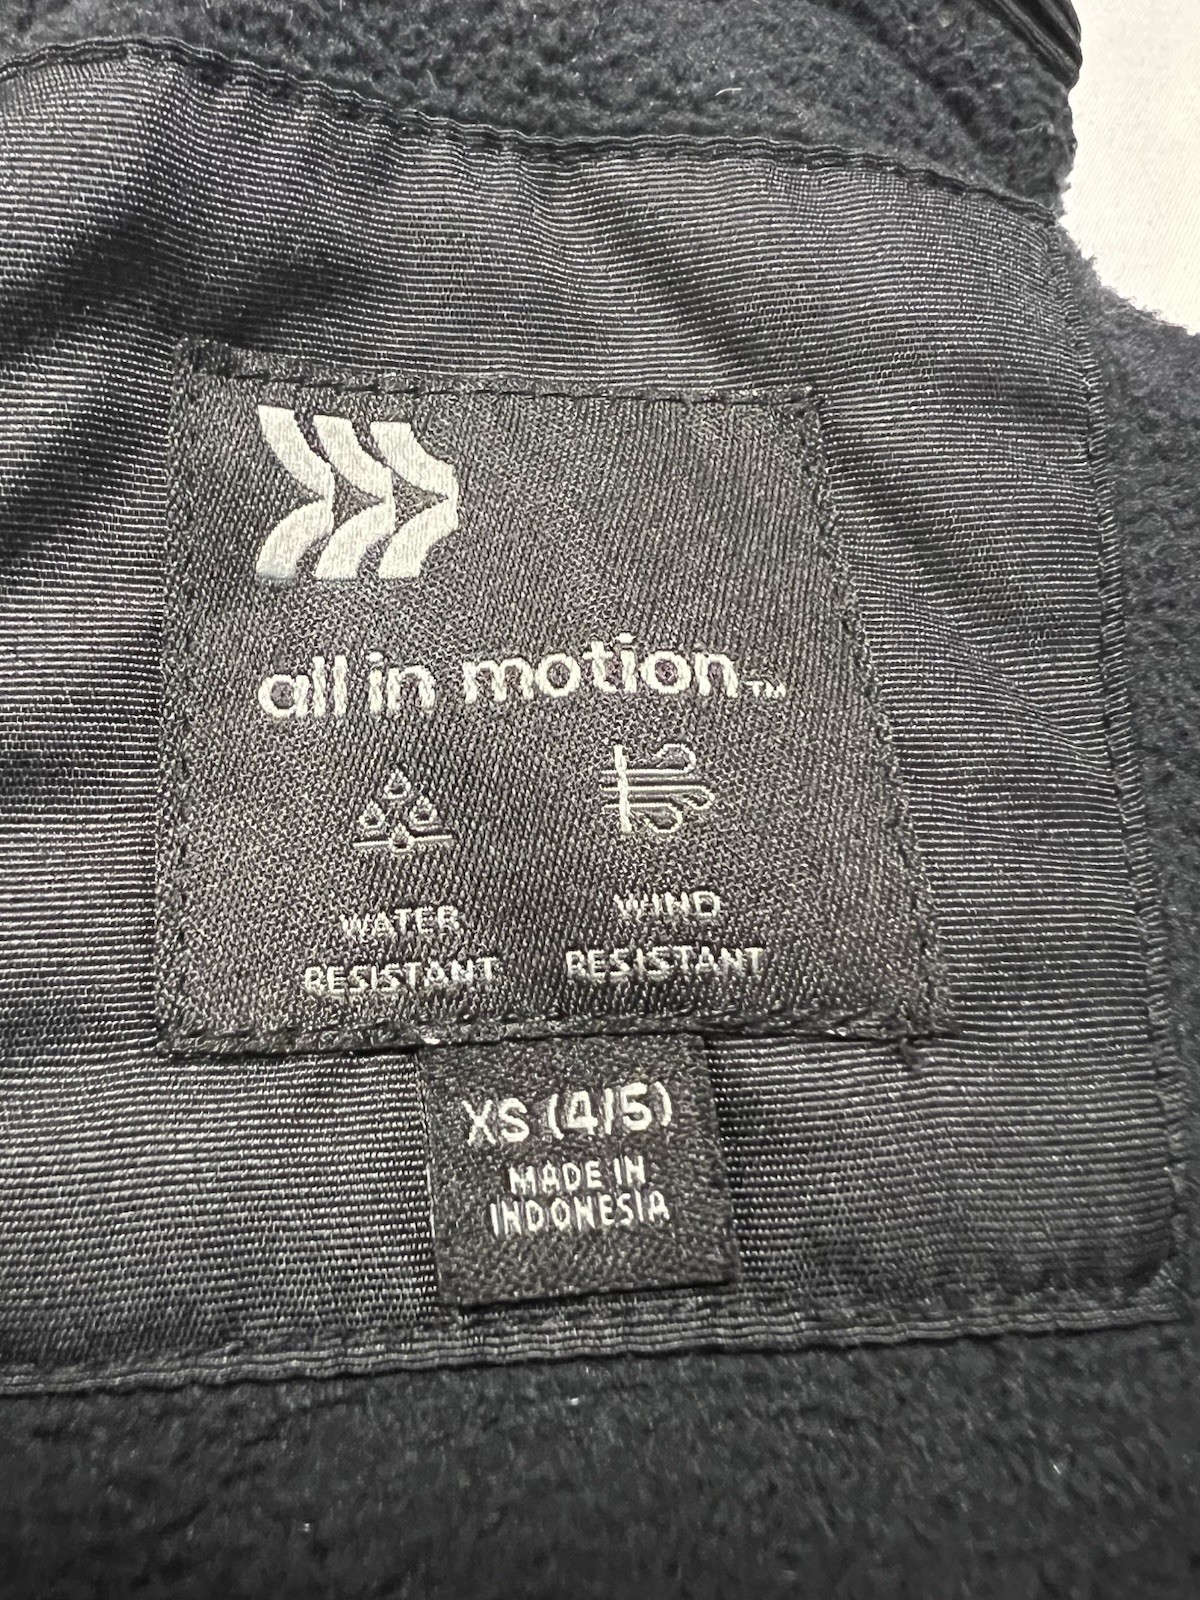 all in motion™
WATER
RESISTANT
WIND
RESISTANT
XS (4/5)
MADE IN
INDONESIA